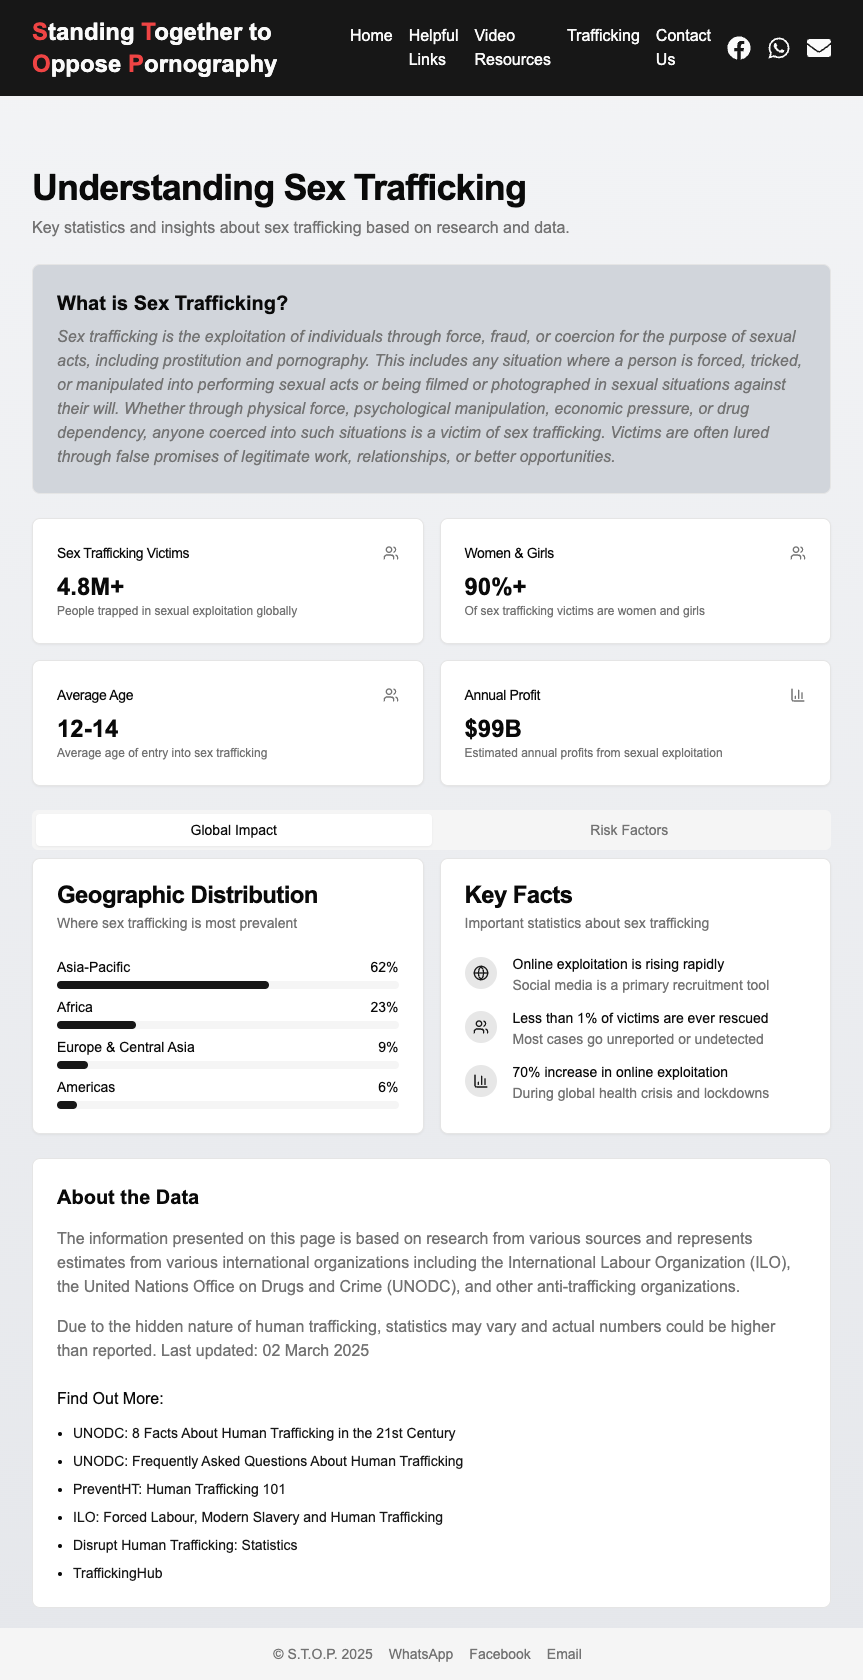 Standing Together to
Oppose Pornography
Home
Helpful
Links
Video
Resources
Trafficking
Contact
Us
Understanding Sex Trafficking
Key statistics and insights about sex trafficking based on research and data.
What is Sex Trafficking?
Sex trafficking is the exploitation of individuals through force, fraud, or coercion for the purpose of sexual
acts, including prostitution and pornography. This includes any situation where a person is forced, tricked,
or manipulated into performing sexual acts or being filmed or photographed in sexual situations against
their will. Whether through physical force, psychological manipulation, economic pressure, or drug
dependency, anyone coerced into such situations is a victim of sex trafficking. Victims are often lured
through false promises of legitimate work, relationships, or better opportunities.
Sex Trafficking Victims
4.8M+
People trapped in sexual exploitation globally
Women & Girls
90%+
Of sex trafficking victims are women and girls
Average Age
12-14
Average age of entry into sex trafficking
Annual Profit
$99B
Estimated annual profits from sexual exploitation
Global Impact
Risk Factors
Geographic Distribution
Where sex trafficking is most prevalent
Asia-Pacific 62%
Africa 23%
Europe & Central Asia 9%
Americas 6%
Key Facts
Important statistics about sex trafficking
Online exploitation is rising rapidly
Social media is a primary recruitment tool
Less than 1% of victims are ever rescued
Most cases go unreported or undetected
70% increase in online exploitation
During global health crisis and lockdowns
About the Data
The information presented on this page is based on research from various sources and represents
estimates from various international organizations including the International Labour Organization (ILO),
the United Nations Office on Drugs and Crime (UNODC), and other anti-trafficking organizations.
Due to the hidden nature of human trafficking, statistics may vary and actual numbers could be higher
than reported. Last updated: 02 March 2025
Find Out More:
• UNODC: 8 Facts About Human Trafficking in the 21st Century
• UNODC: Frequently Asked Questions About Human Trafficking
• PreventHT: Human Trafficking 101
• ILO: Forced Labour, Modern Slavery and Human Trafficking
• Disrupt Human Trafficking: Statistics
• TraffickingHub
© S.T.O.P. 2025 WhatsApp Facebook Email